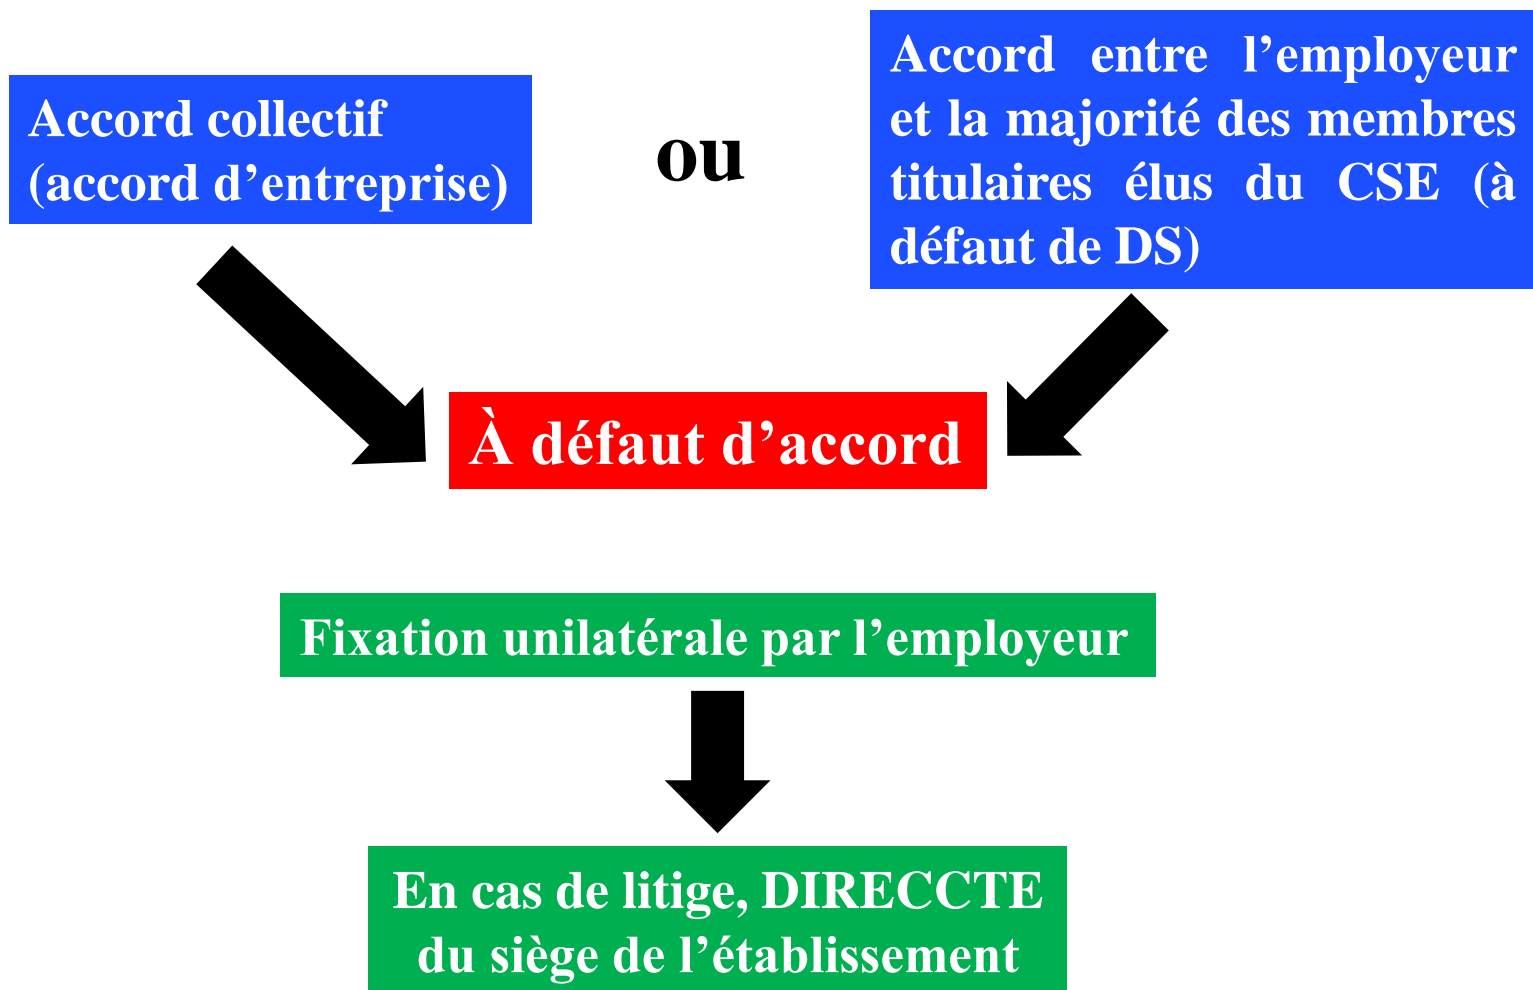 Accord collectif
(accord d’entreprise)
ou
Accord entre l’employeur
et la majorité des membres
titulaires élus du CSE (à
défaut de DS)
À défaut d’accord
Fixation unilatérale par l’employeur
En cas de litige, DIRECCTE
du siège de l’établissement